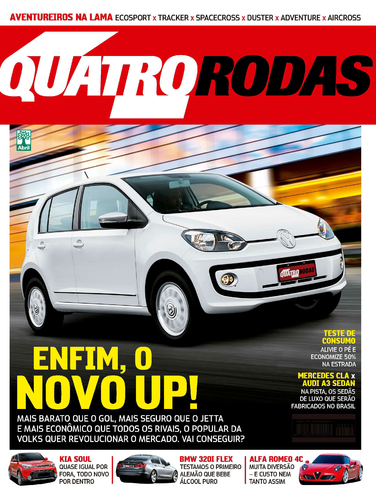 AVENTUREIROS NA LAMA ECOSPORT x TRACKER x SPACECROSS x DUSTER x ADVENTURE x AIRCROSS
QUATRO RODAS
Abril
QUATRO RODAS
TESTE DE
CONSUMO
ALIVIE O PÉ E
ECONOMIZE 50%
NA ESTRADA
MERCEDES CLA x
AUDI A3 SEDAN
NA PISTA, OS SEDÃS
DE LUXO QUE SERÃO
FABRICADOS NO BRASIL
ENFIM, O
NOVO UP!
MAIS BARATO QUE O GOL, MAIS SEGURO QUE O JETTA
E MAIS ECONÔMICO QUE TODOS OS RIVAIS, O POPULAR DA
VOLKS QUER REVOLUCIONAR O MERCADO. VAI CONSEGUIR?
KIA SOUL
QUASE IGUAL POR
FORA, TODO NOVO
POR DENTRO
BMW 320I FLEX
TESTAMOS O PRIMEIRO
ALEMÃO QUE BEBE
ÁLCOOL PURO
ALFA ROMEO 4C
MUITA DIVERSÃO
– E CUSTO NEM
TANTO ASSIM